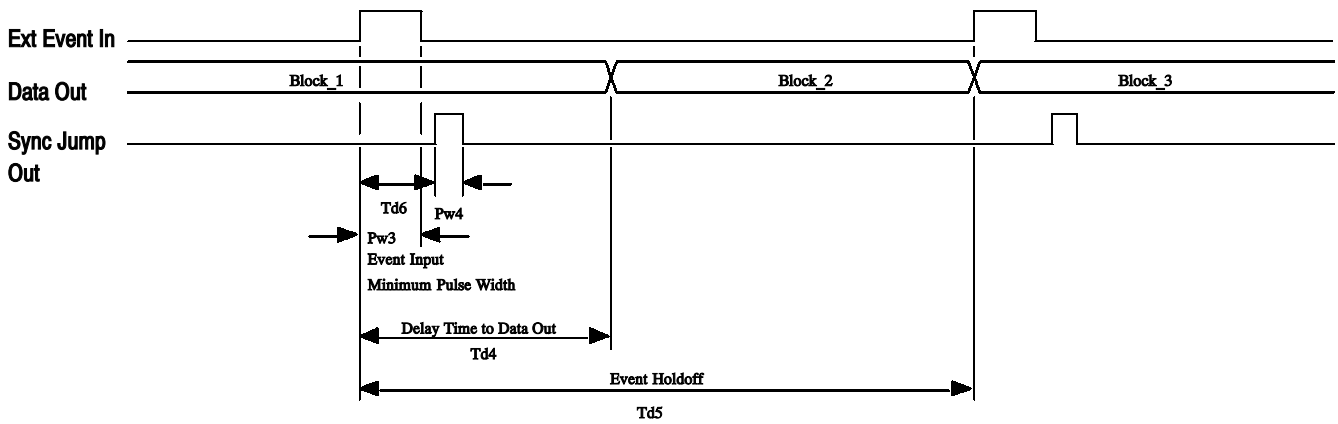 Ext Event In
Data Out
Block_1
Block_2
Block_3
Sync Jump
Out
Td6
Pw4
Pw3
Event Input
Minimum Pulse Width
Delay Time to Data Out
Td4
Event Holdoff
Td5